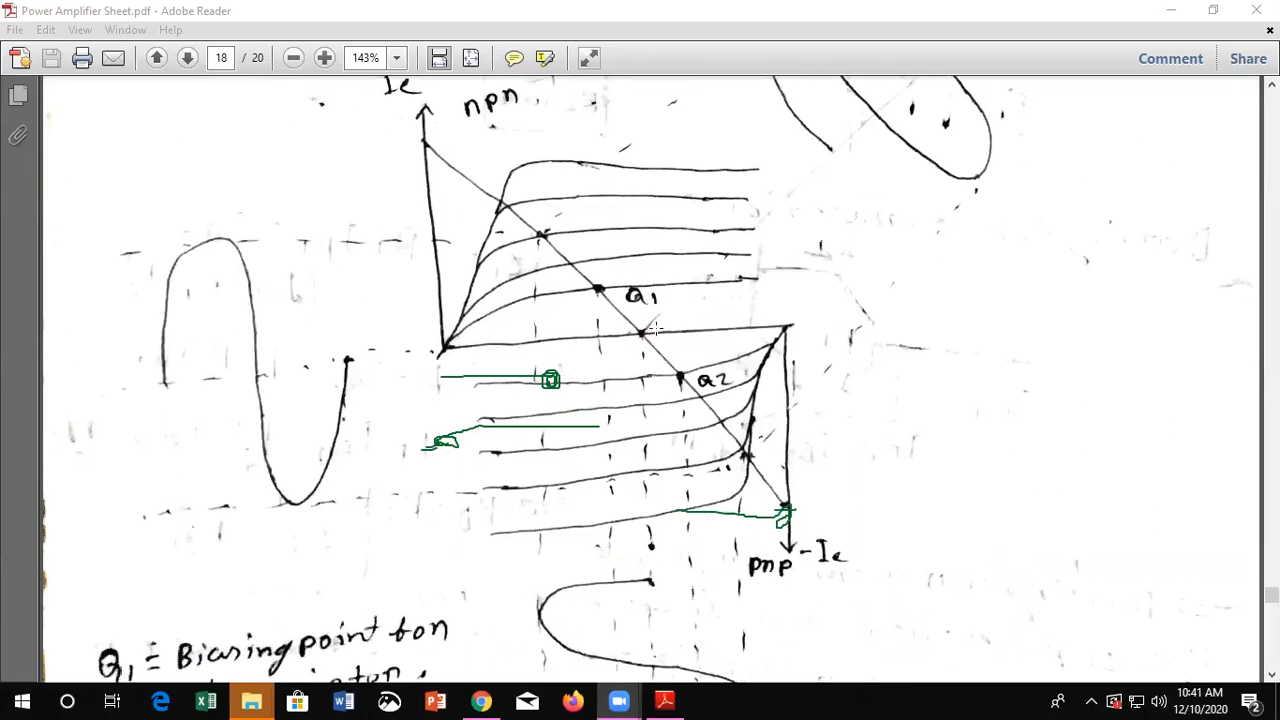 Power Amplifier Sheet.pdf - Adobe Reader
File Edit View Window Help
18 / 20 143% Comment Share
Ic npn
Q1
Q2
pnp -Ic
Q1 = Biasing point for
10:41 AM
12/10/2020
2